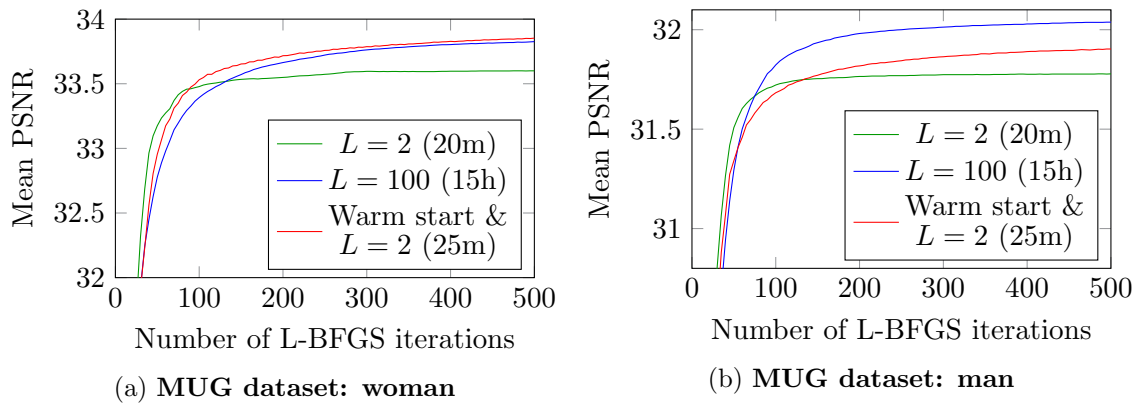 34
33.5
33
32.5
32
Mean PSNR
L = 2 (20m)
L = 100 (15h)
Warm start &
L = 2 (25m)
0 100 200 300 400 500
Number of L-BFGS iterations
(a) MUG dataset: woman
32
31.5
31
Mean PSNR
L = 2 (20m)
L = 100 (15h)
Warm start &
L = 2 (25m)
0 100 200 300 400 500
Number of L-BFGS iterations
(b) MUG dataset: man